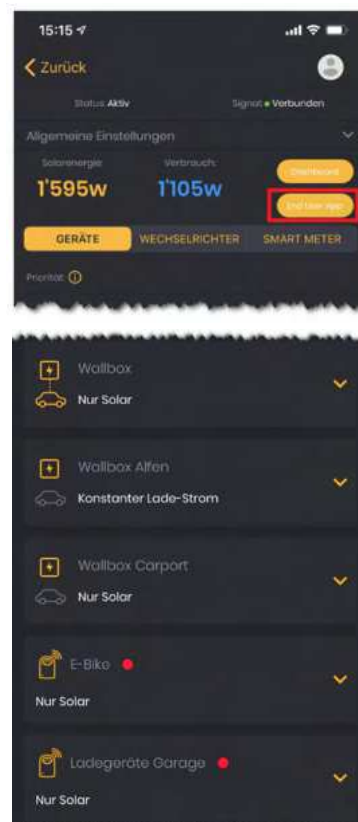 15:15
Zurück
Status: Aktiv Signal: Verbunden
Allgemeine Einstellungen
Solarenergie Verbrauch:
Dashboard
1'595w 1'105w
End User App
GERÄTE WECHSELRICHTER SMART METER
Priorität:
Wallbox
Nur Solar
Wallbox Alfen
Konstanter Lade-Strom
Wallbox Carport
Nur Solar
E-Bike
Nur Solar
Ladegeräte Garage
Nur Solar